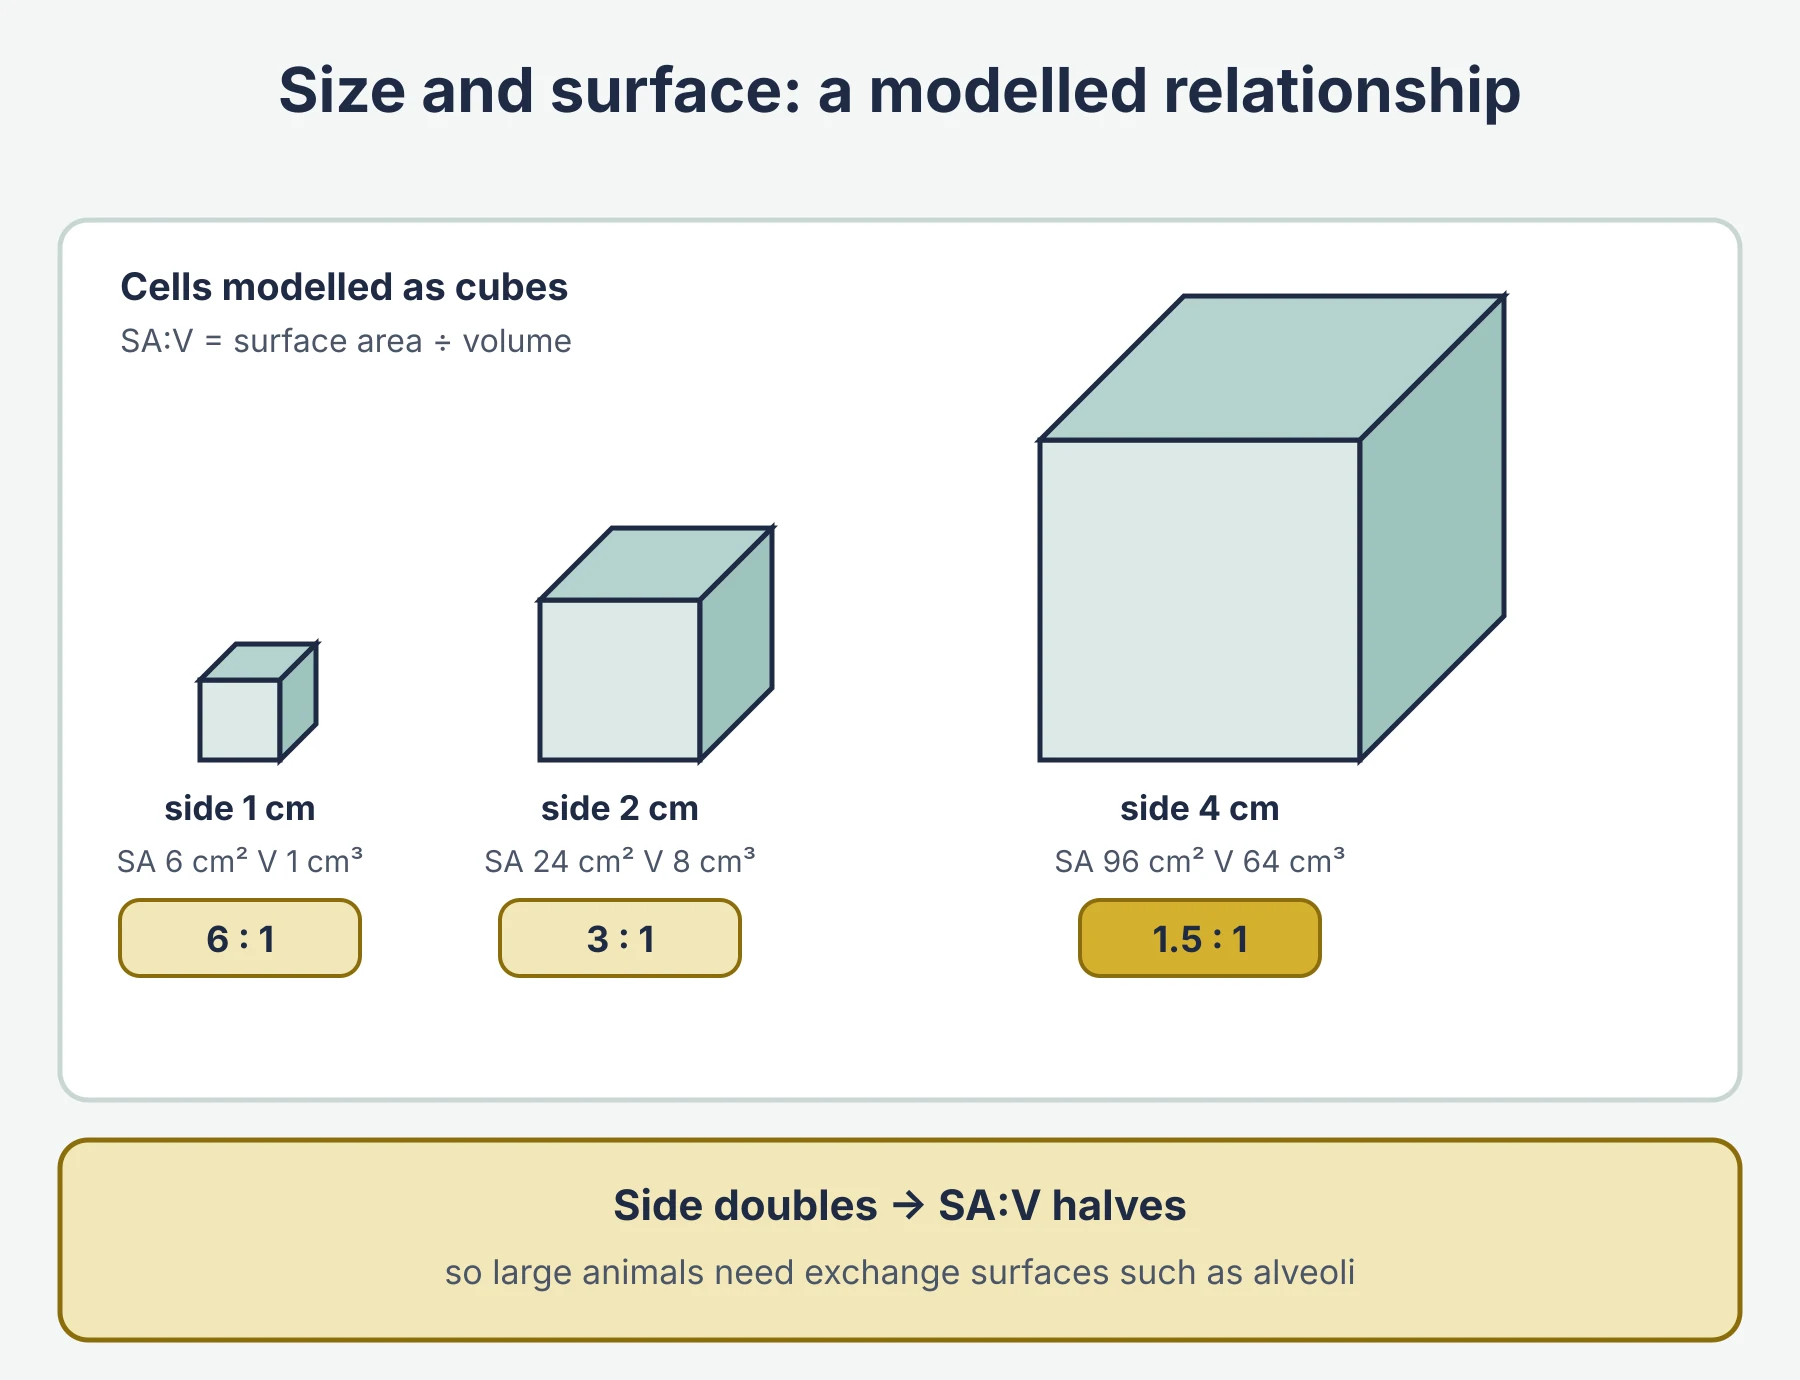 Size and surface: a modelled relationship
Cells modelled as cubes
SA:V = surface area ÷ volume
side 1 cm
SA 6 cm² V 1 cm³
6 : 1
side 2 cm
SA 24 cm² V 8 cm³
3 : 1
side 4 cm
SA 96 cm² V 64 cm³
1.5 : 1
Side doubles → SA:V halves
so large animals need exchange surfaces such as alveoli